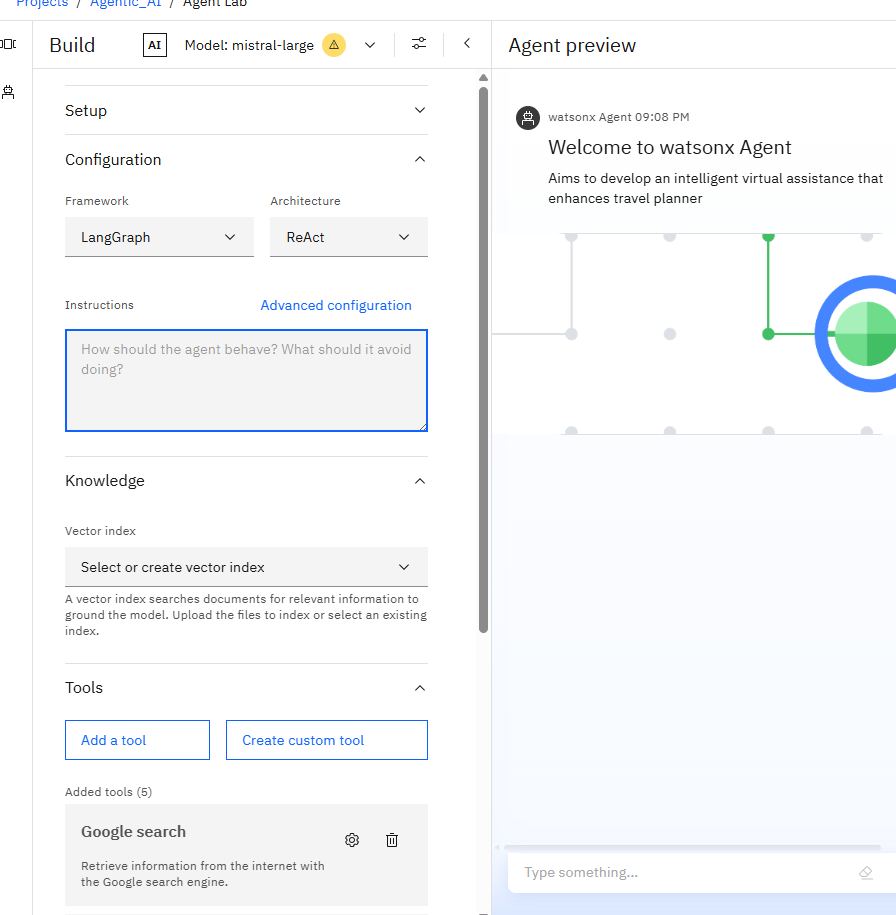 Projects / Agentic_AI / Agent Lab
Build
AI
Model: mistral-large
Agent preview
Setup
Configuration
Framework
Architecture
LangGraph
ReAct
Instructions
Advanced configuration
How should the agent behave? What should it avoid
doing?
Knowledge
Vector index
Select or create vector index
A vector index searches documents for relevant information to
ground the model. Upload the files to index or select an existing
index.
Tools
Add a tool
Create custom tool
Added tools (5)
Google search
Retrieve information from the internet with
the Google search engine.
watsonx Agent 09:08 PM
Welcome to watsonx Agent
Aims to develop an intelligent virtual assistance that
enhances travel planner
Type something...